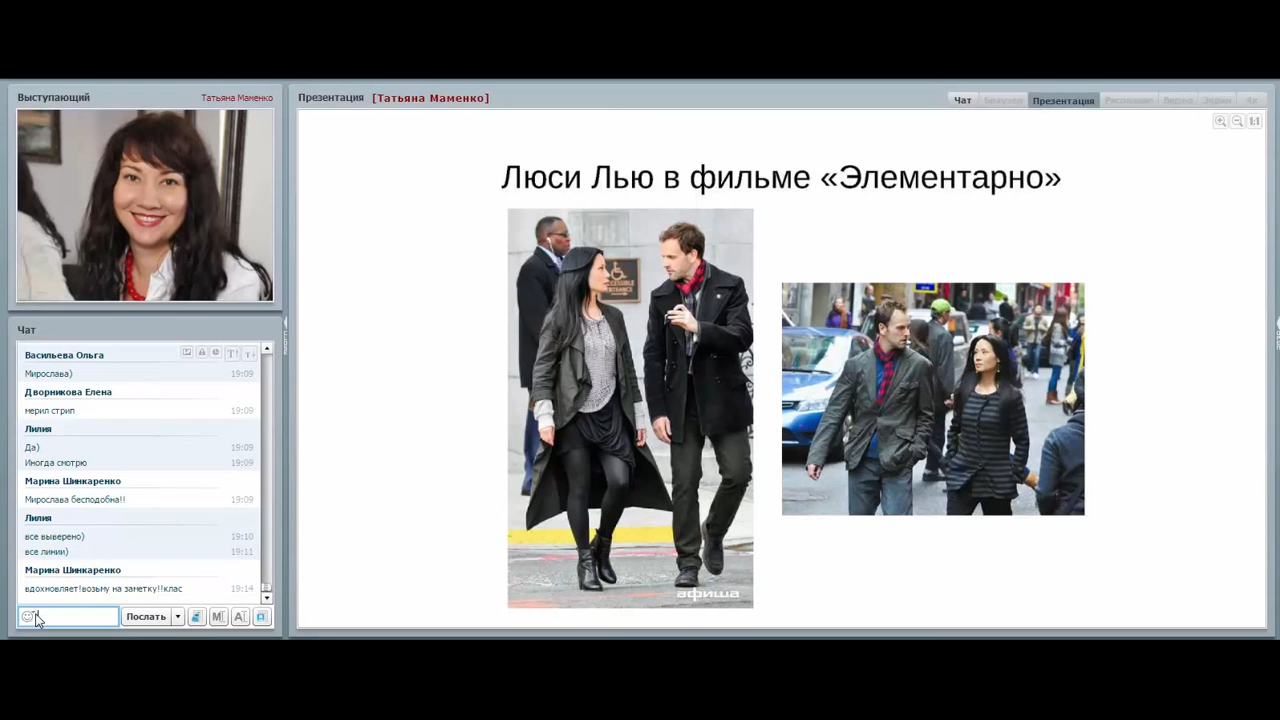 Выступающий
Татьяна Маменко
Чат
Васильева Ольга
Мирослава) 19:09
Дворникова Елена
мерил стрип 19:09
Лилия
Да) 19:09
Иногда смотрю 19:09
Марина Шинкаренко
Мирослава бесподобна!! 19:09
Лилия
все выверено) 19:10
все линии) 19:11
Марина Шинкаренко
вдохновляет!возьму на заметку!!клас 19:14
Послать
Презентация [Татьяна Маменко]
Чат Презентация
1:1
Люси Лью в фильме «Элементарно»
афиша